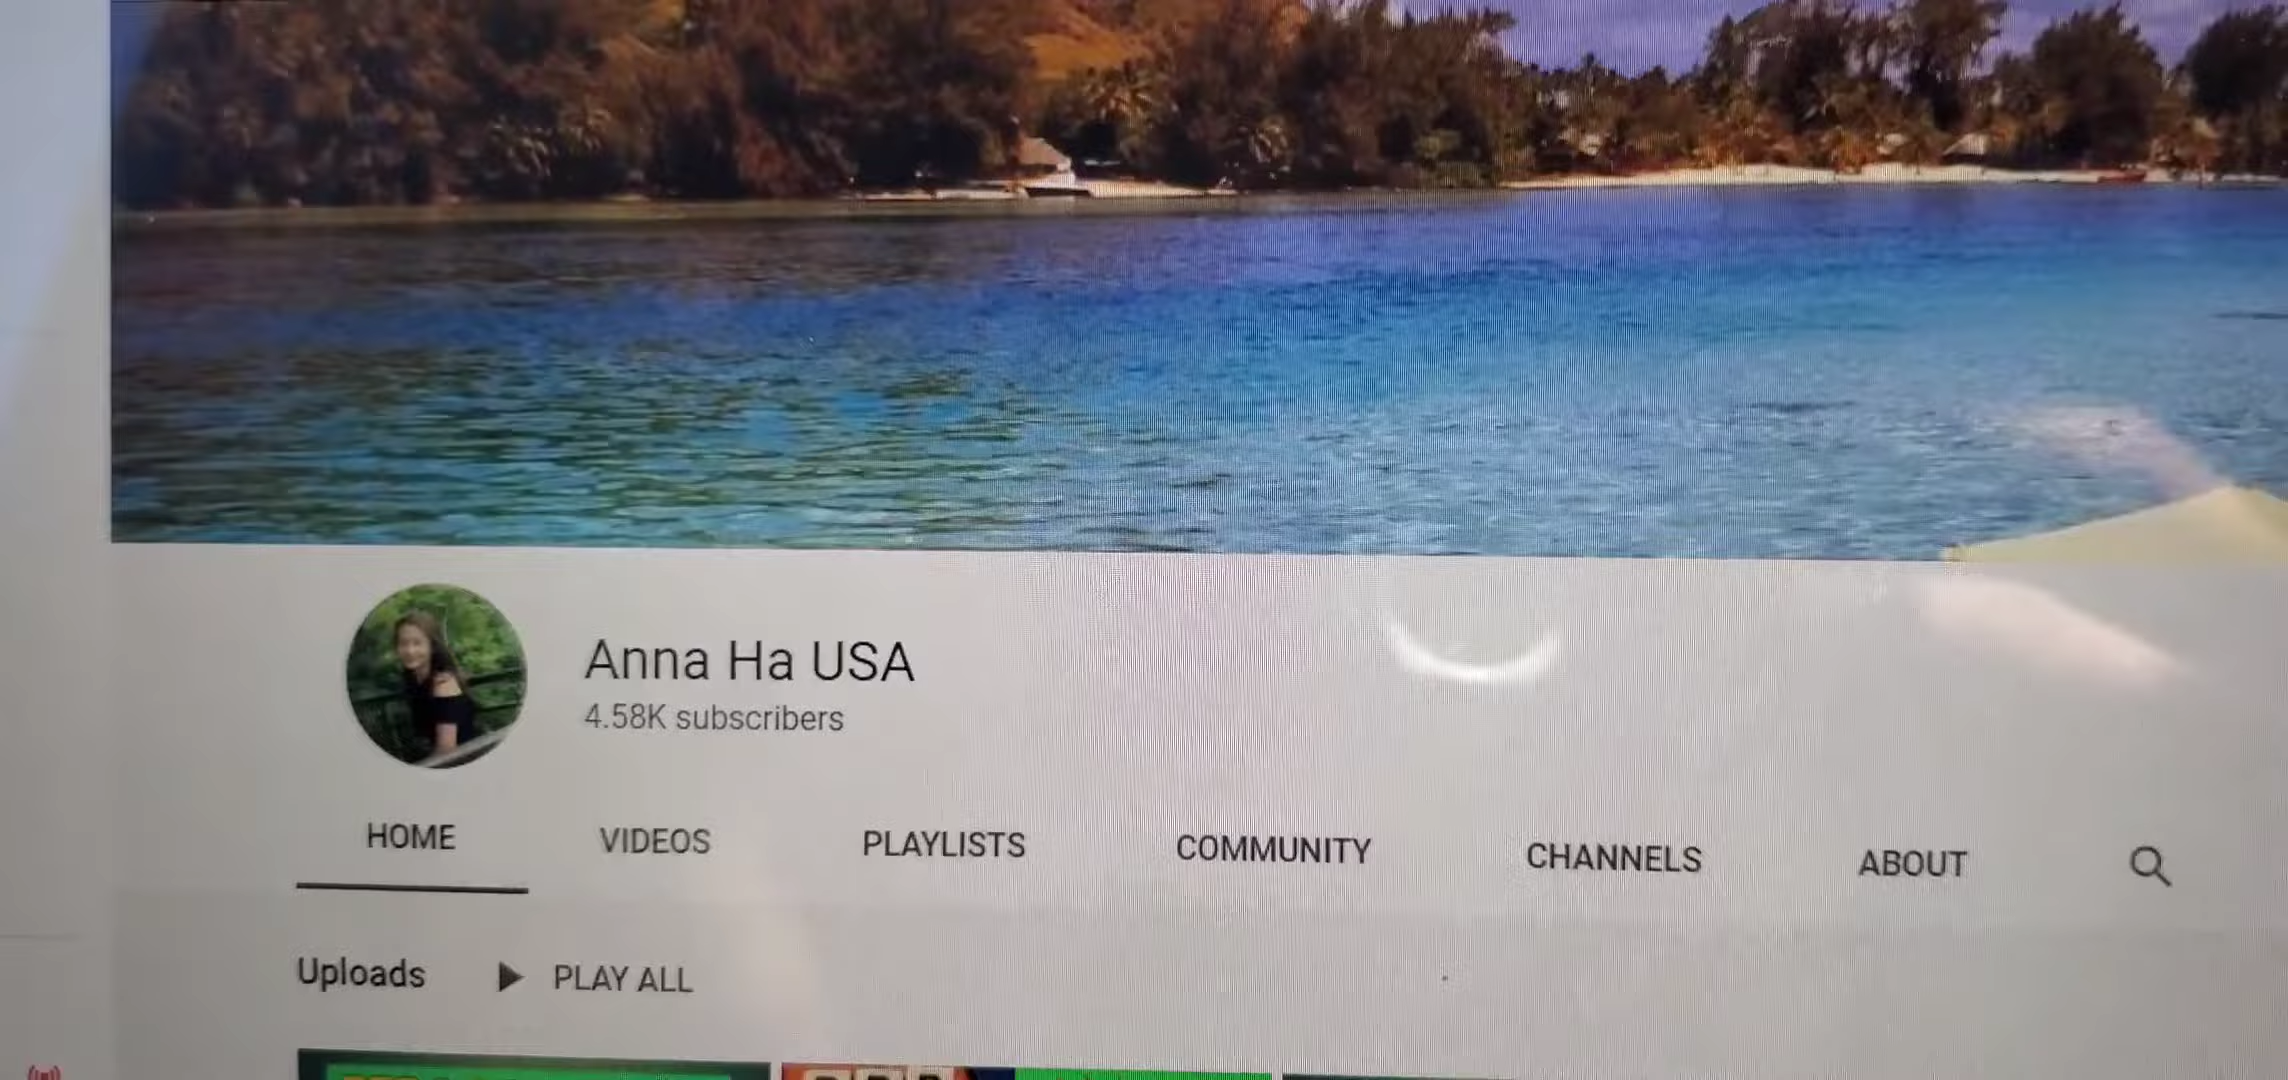 Anna Ha USA
4.58K subscribers
HOME VIDEOS PLAYLISTS COMMUNITY CHANNELS ABOUT
Uploads PLAY ALL